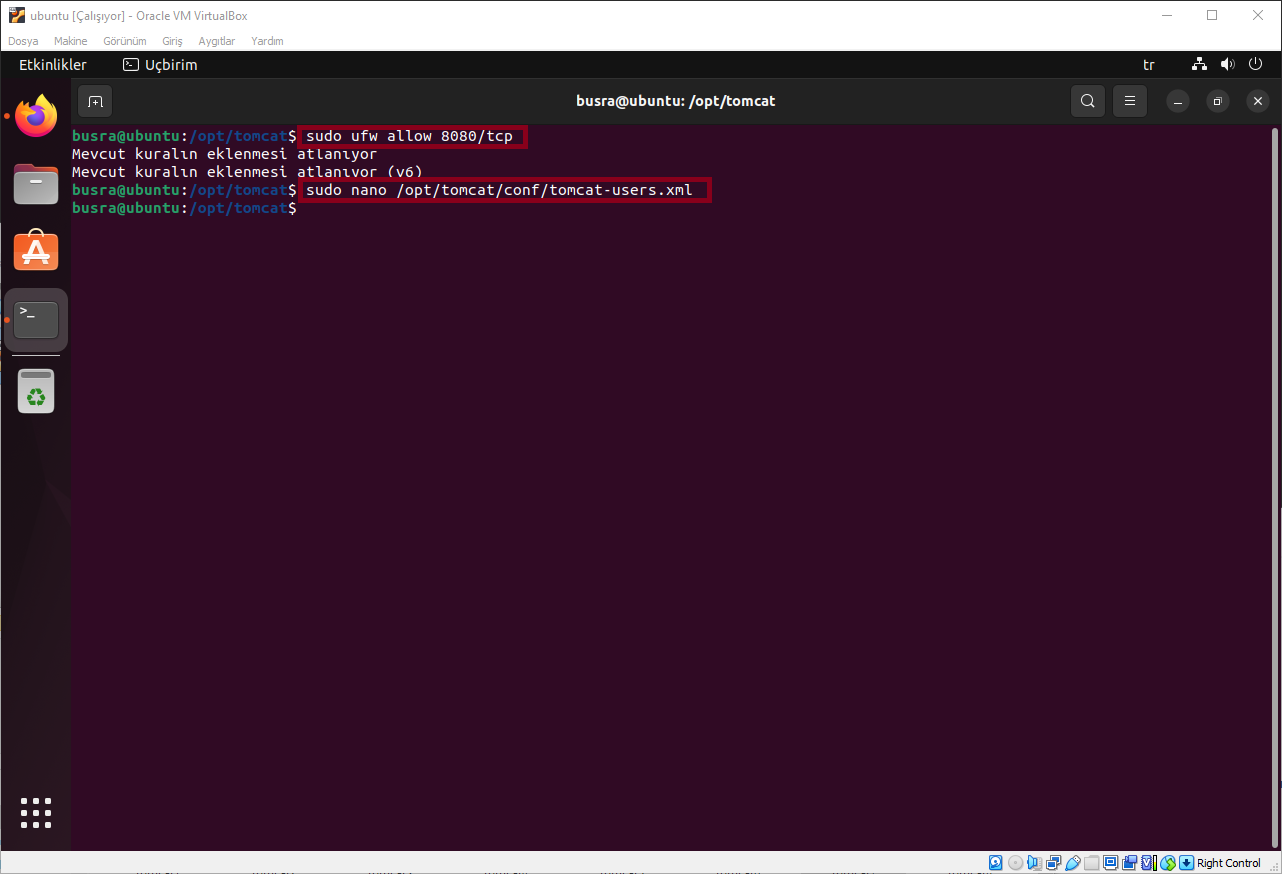 ubuntu [Çalışıyor] - Oracle VM VirtualBox
Dosya Makine Görünüm Giriş Aygıtlar Yardım
Etkinlikler Uçbirim tr
busra@ubuntu: /opt/tomcat
busra@ubuntu:/opt/tomcat$ sudo ufw allow 8080/tcp
Mevcut kuralın eklenmesi atlanıyor
Mevcut kuralın eklenmesi atlanıyor (v6)
busra@ubuntu:/opt/tomcat$ sudo nano /opt/tomcat/conf/tomcat-users.xml
busra@ubuntu:/opt/tomcat$
Right Control